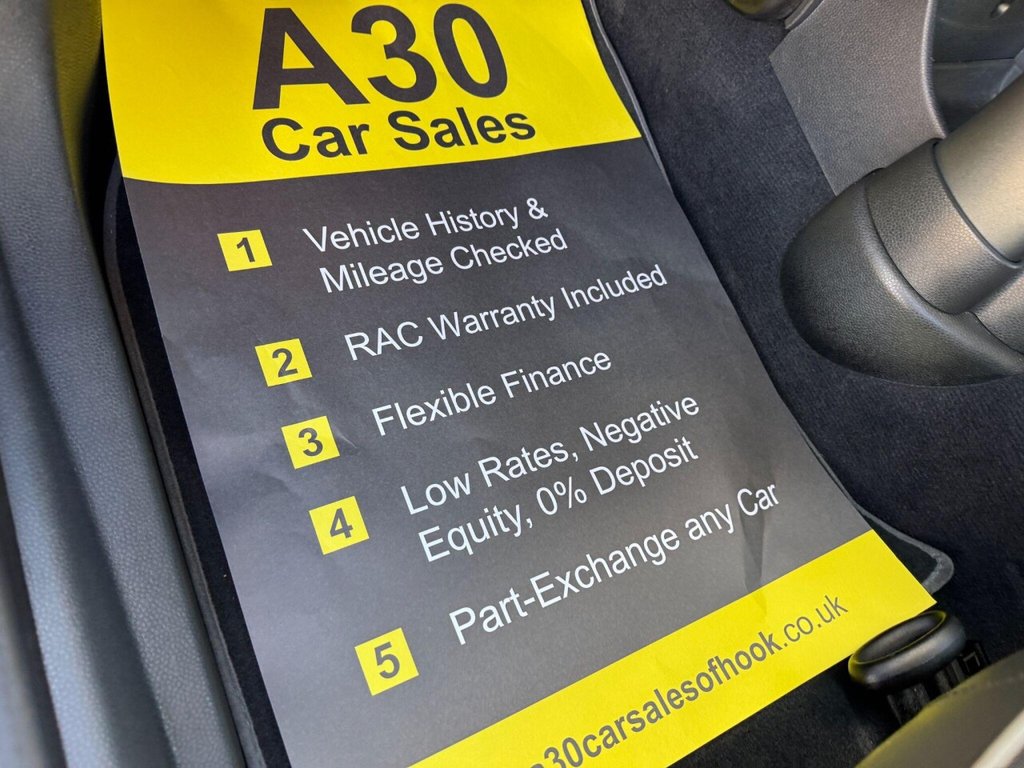 A30
Car Sales
1 Vehicle History &
Mileage Checked
2 RAC Warranty Included
3 Flexible Finance
4 Low Rates, Negative
Equity, 0% Deposit
5 Part-Exchange any Car
a30carsalesofhook.co.uk